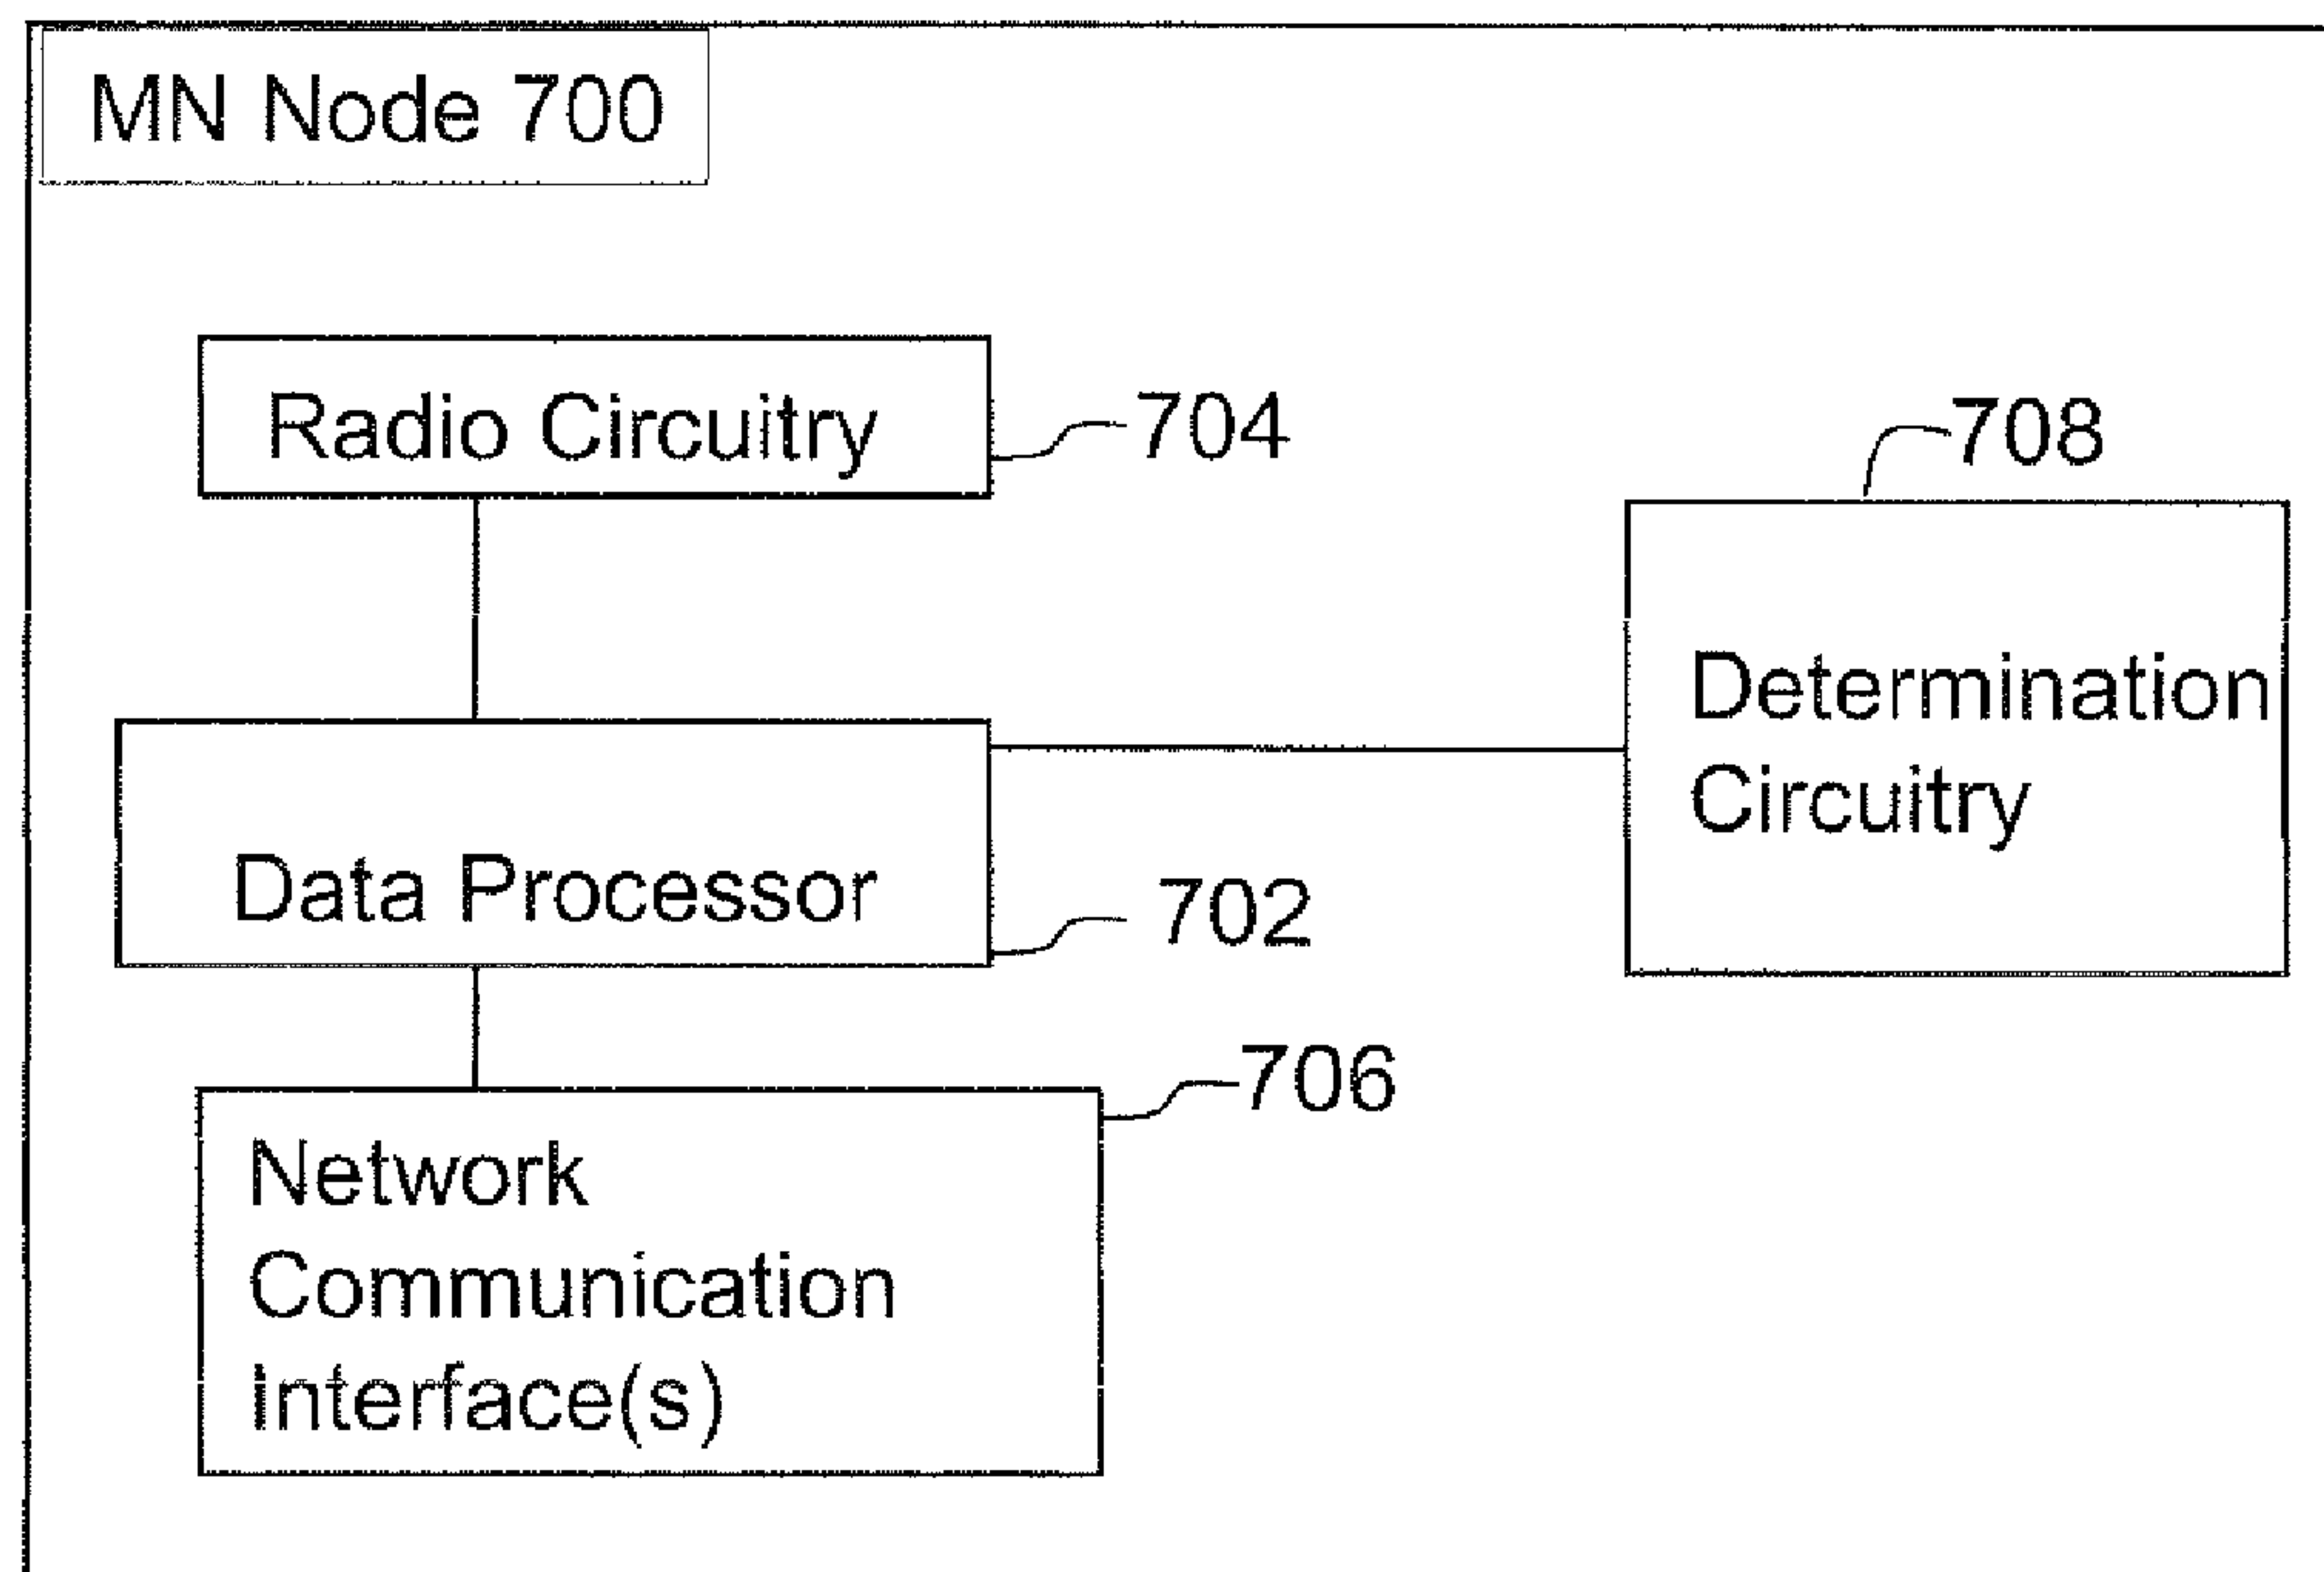 MN Node 700
Radio Circuitry
704
708
Determination
Circuitry
Data Processor
702
706
Network
Communication
Interface(s)